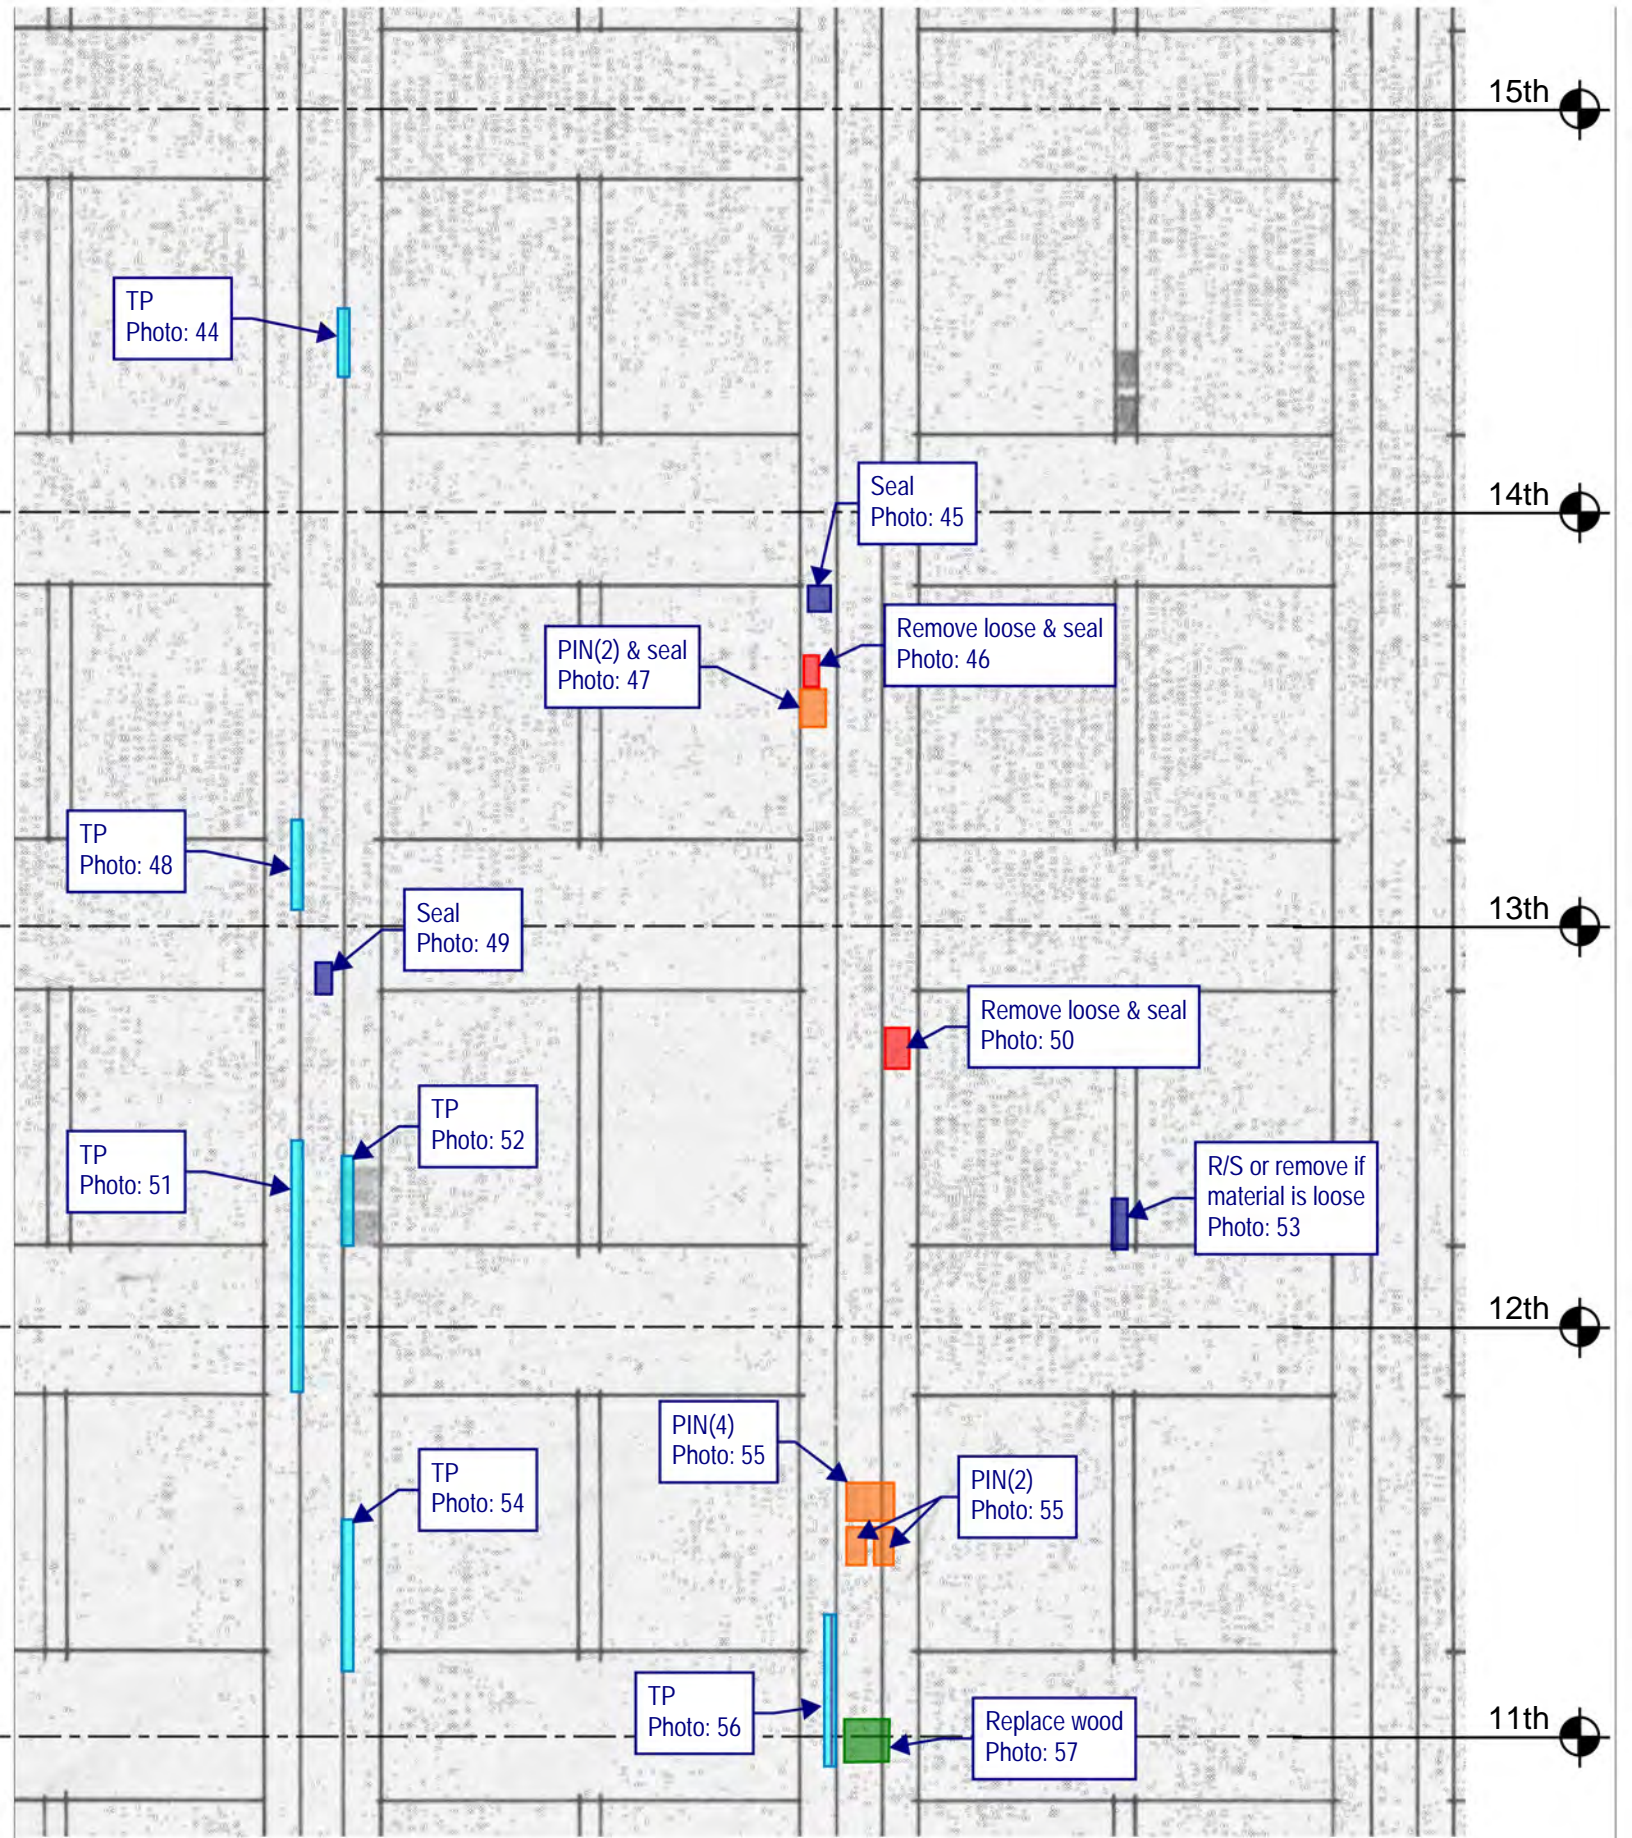 15th
TP
Photo: 44
Seal
Photo: 45
14th
Remove loose & seal
Photo: 46
PIN(2) & seal
Photo: 47
TP
Photo: 48
Seal
Photo: 49
13th
Remove loose & seal
Photo: 50
TP
Photo: 51
TP
Photo: 52
R/S or remove if
material is loose
Photo: 53
12th
TP
Photo: 54
PIN(4)
Photo: 55
PIN(2)
Photo: 55
TP
Photo: 56
Replace wood
Photo: 57
11th